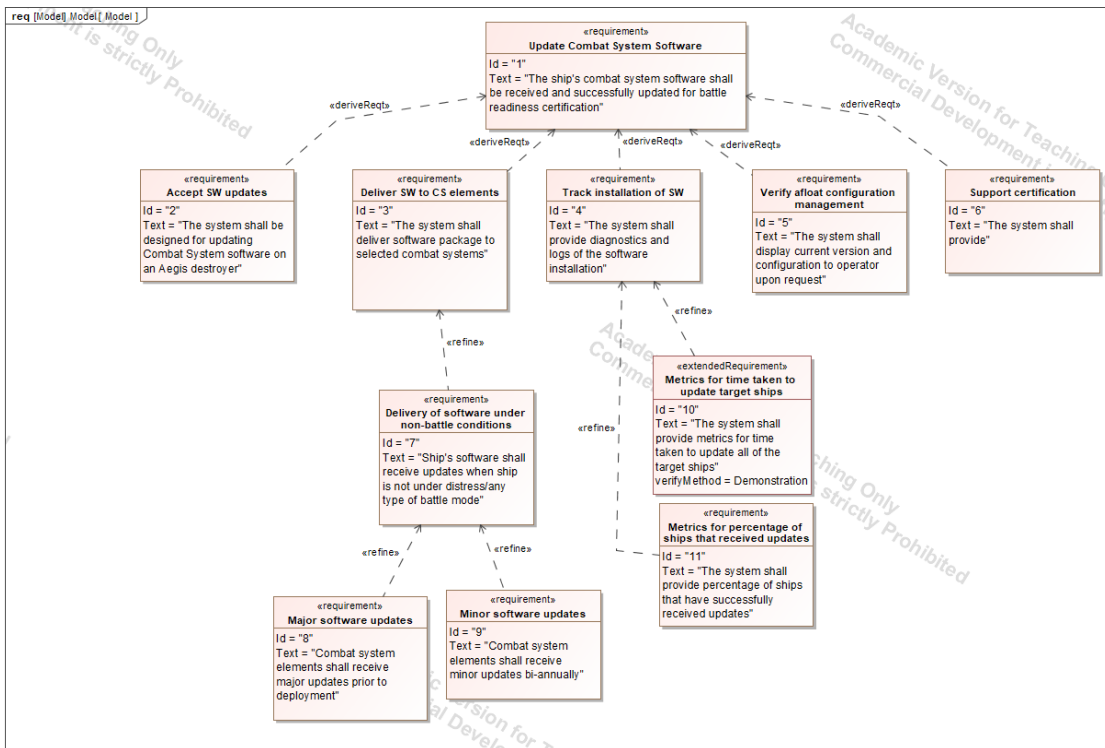 req [Model] Model [ Model ]
ching Only
ent is strictly Prohibited
Academic Version for Teaching
Commercial Development i
«requirement»
Update Combat System Software
Id = "1"
Text = "The ship's combat system software shall
be received and successfully updated for battle
readiness certification"
«deriveReqt»
«deriveReqt»
«deriveReqt»
«deriveReqt»
«deriveReqt»
«requirement»
Accept SW updates
Id = "2"
Text = "The system shall be
designed for updating
Combat System software on
an Aegis destroyer"
«requirement»
Deliver SW to CS elements
Id = "3"
Text = "The system shall
deliver software package to
selected combat systems"
«requirement»
Track installation of SW
Id = "4"
Text = "The system shall
provide diagnostics and
logs of the software
installation"
«requirement»
Verify afloat configuration
management
Id = "5"
Text = "The system shall
display current version and
configuration to operator
upon request"
«requirement»
Support certification
Id = "6"
Text = "The system shall
provide"
«refine»
«refine»
«refine»
«requirement»
Delivery of software under
non-battle conditions
Id = "7"
Text = "Ship's software shall
receive updates when ship
is not under distress/any
type of battle mode"
«extendedRequirement»
Metrics for time taken to
update target ships
Id = "10"
Text = "The system shall
provide metrics for time
taken to update all of the
target ships"
verifyMethod = Demonstration
«requirement»
Metrics for percentage of
ships that received updates
Id = "11"
Text = "The system shall
provide percentage of ships
that have successfully
received updates"
«refine»
«refine»
«requirement»
Major software updates
Id = "8"
Text = "Combat system
elements shall receive
major updates prior to
deployment"
«requirement»
Minor software updates
Id = "9"
Text = "Combat system
elements shall receive
minor updates bi-annually"
ching Only
s strictly Prohibited